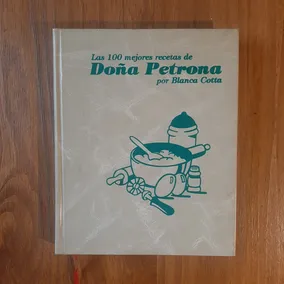 Las 100 mejores recetas de
Doña Petrona
por Blanca Cotta